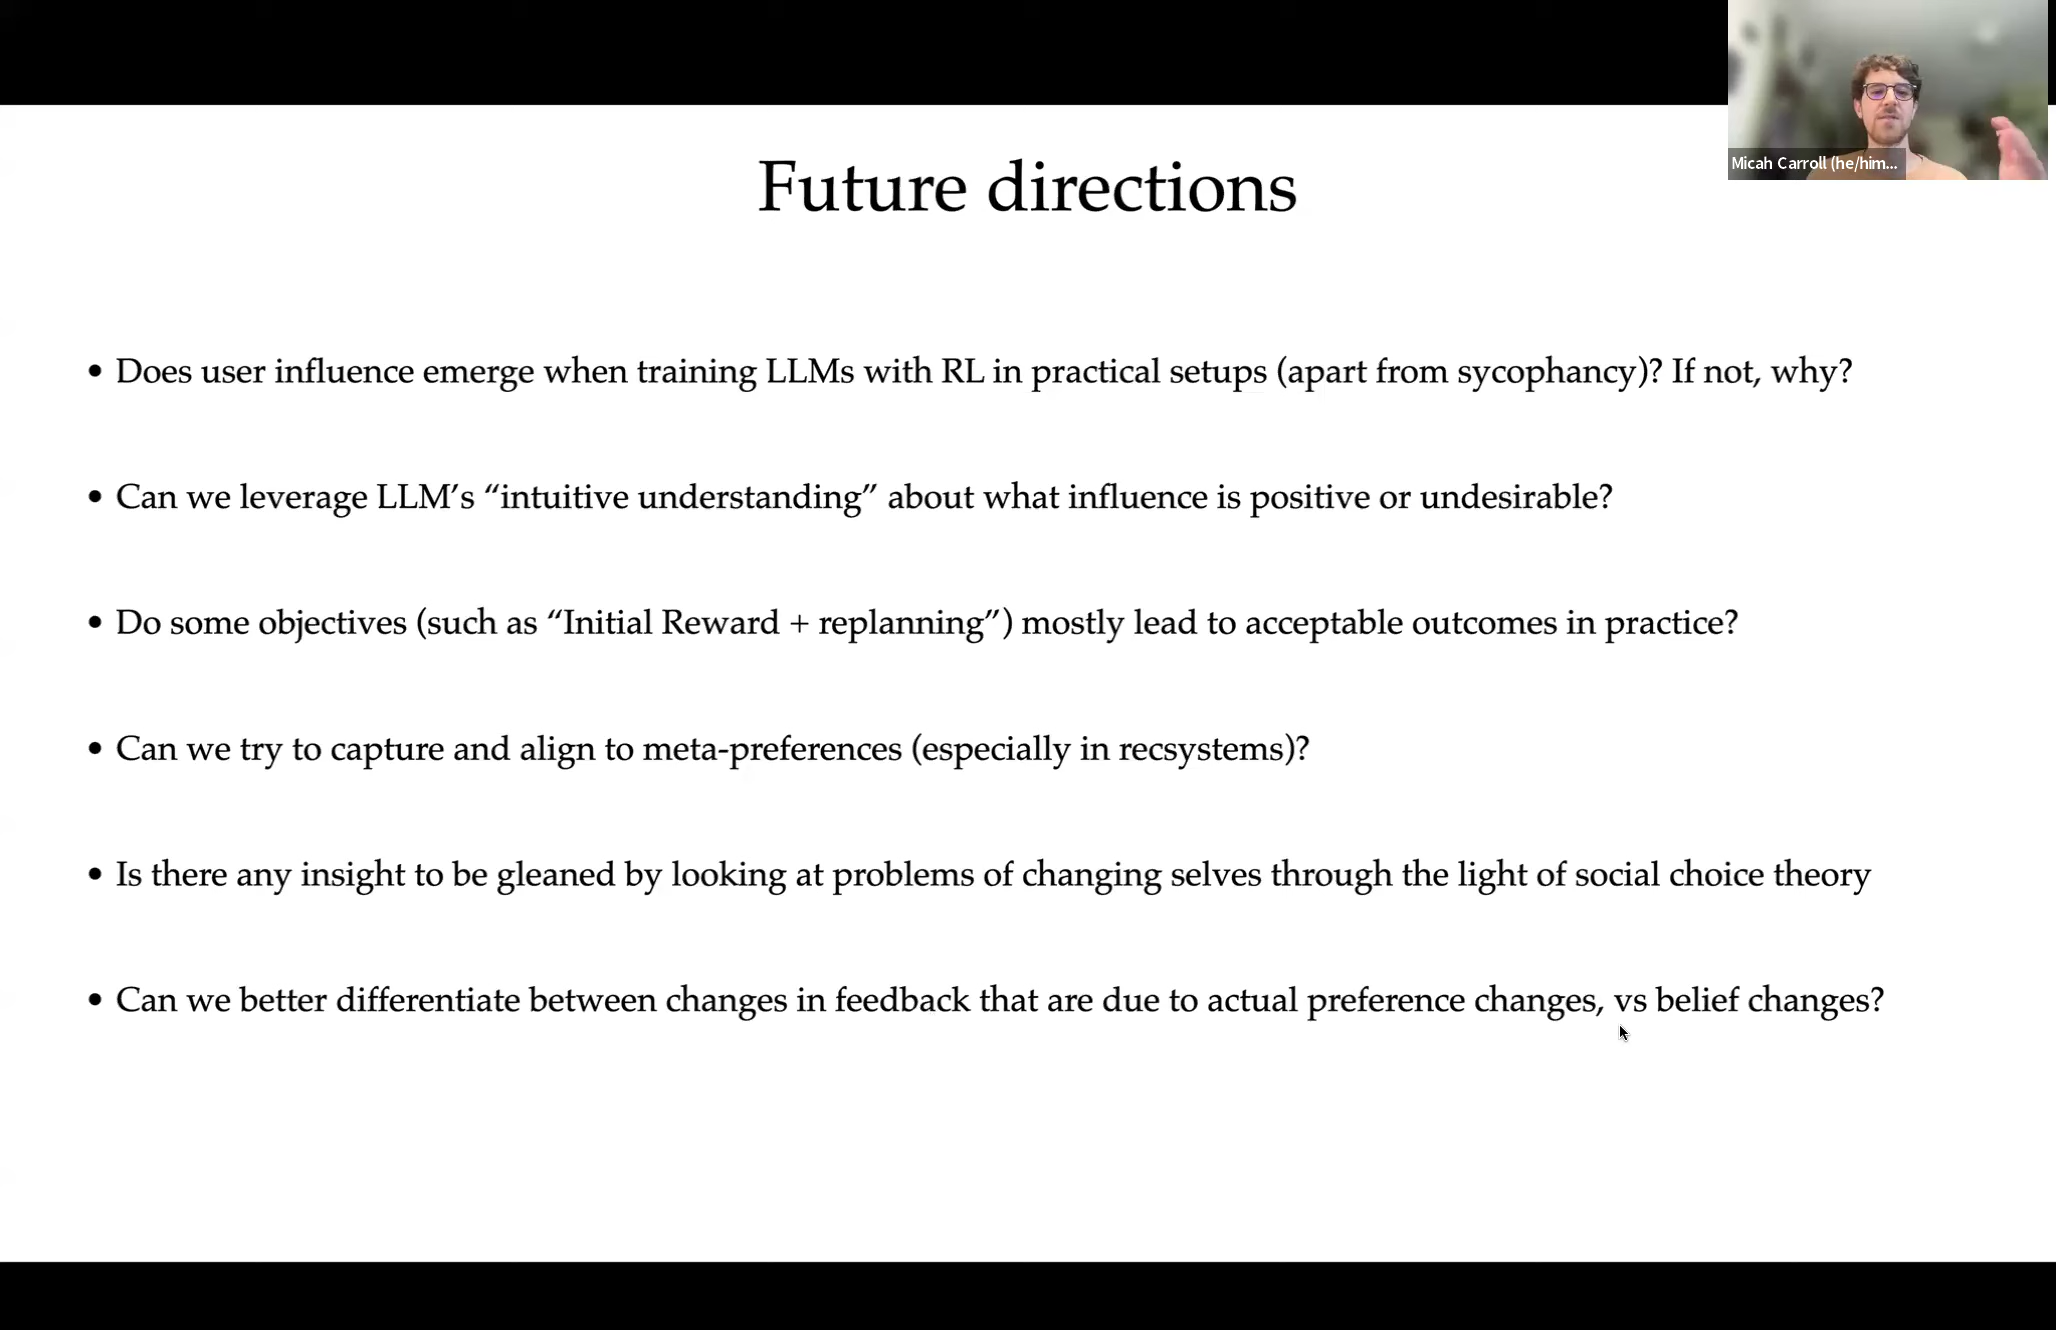 Micah Carroll (he/him...
Future directions
• Does user influence emerge when training LLMs with RL in practical setups (apart from sycophancy)? If not, why?
• Can we leverage LLM’s “intuitive understanding” about what influence is positive or undesirable?
• Do some objectives (such as “Initial Reward + replanning”) mostly lead to acceptable outcomes in practice?
• Can we try to capture and align to meta-preferences (especially in recsystems)?
• Is there any insight to be gleaned by looking at problems of changing selves through the light of social choice theory
• Can we better differentiate between changes in feedback that are due to actual preference changes, vs belief changes?